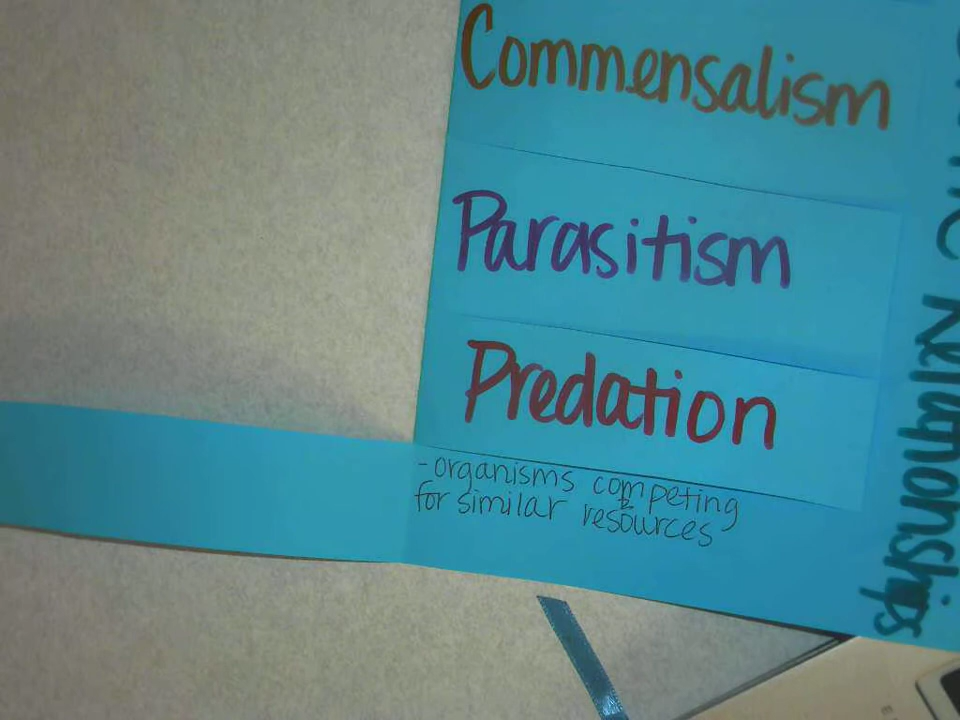 Commensalism
Parasitism
Predation
-organisms competing
for similar resources
Relationships